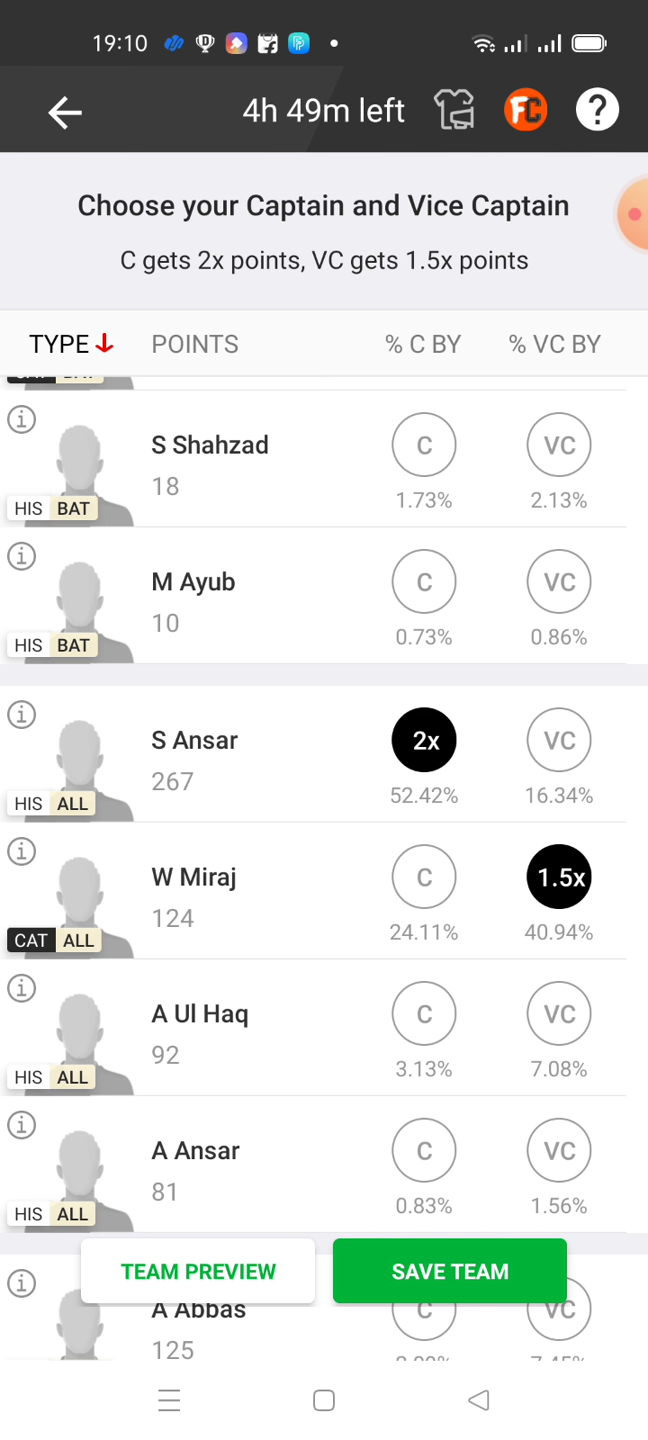 19:10
4h 49m left
FC
?
Choose your Captain and Vice Captain
C gets 2x points, VC gets 1.5x points
TYPE POINTS % C BY % VC BY
S Shahzad
18
C
1.73%
VC
2.13%
HIS BAT
M Ayub
10
C
0.73%
VC
0.86%
HIS BAT
S Ansar
267
2x
52.42%
VC
16.34%
HIS ALL
W Miraj
124
C
24.11%
1.5x
40.94%
CAT ALL
A Ul Haq
92
C
3.13%
VC
7.08%
HIS ALL
A Ansar
81
C
0.83%
VC
1.56%
HIS ALL
TEAM PREVIEW SAVE TEAM
A Abbas
125
C
VC